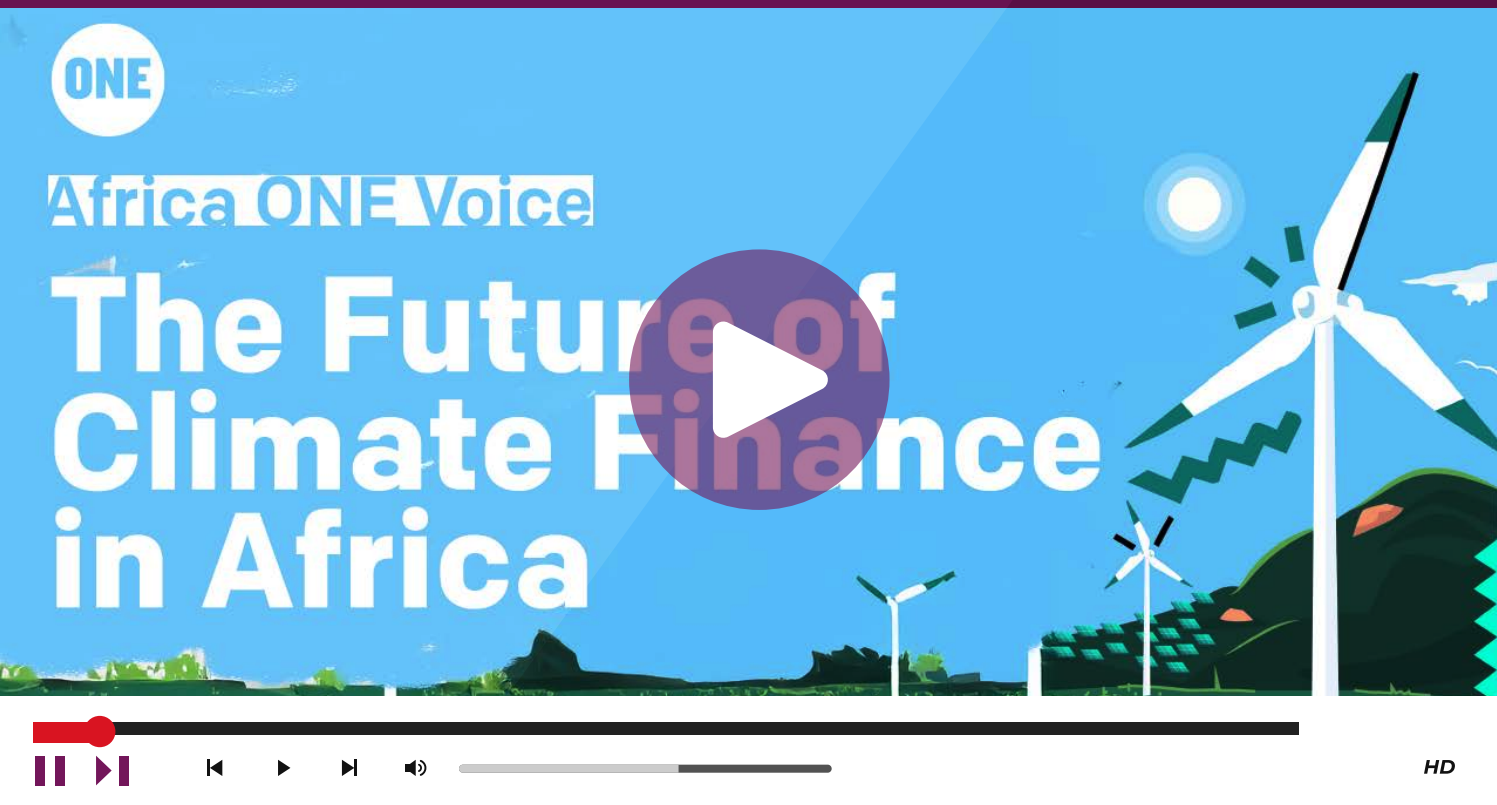 ONE
Africa ONE Voice
The Future of
Climate Finance
in Africa
HD